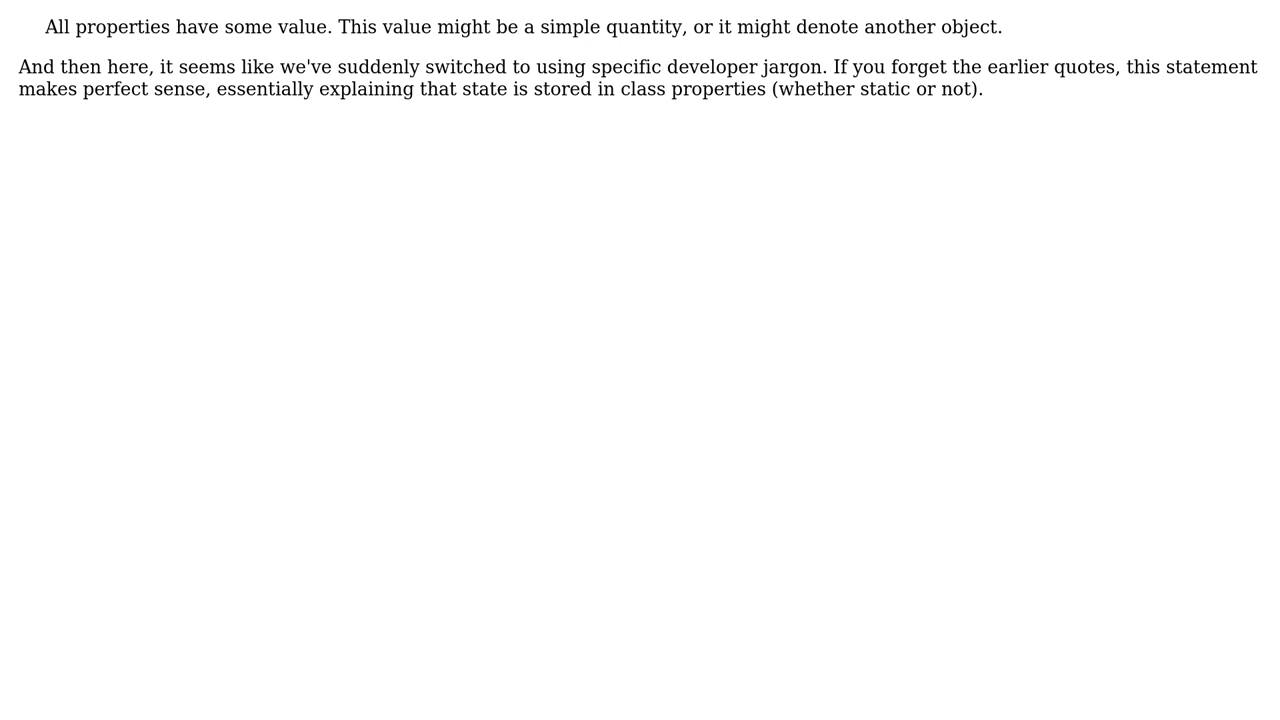 All properties have some value. This value might be a simple quantity, or it might denote another object.
And then here, it seems like we've suddenly switched to using specific developer jargon. If you forget the earlier quotes, this statement
makes perfect sense, essentially explaining that state is stored in class properties (whether static or not).